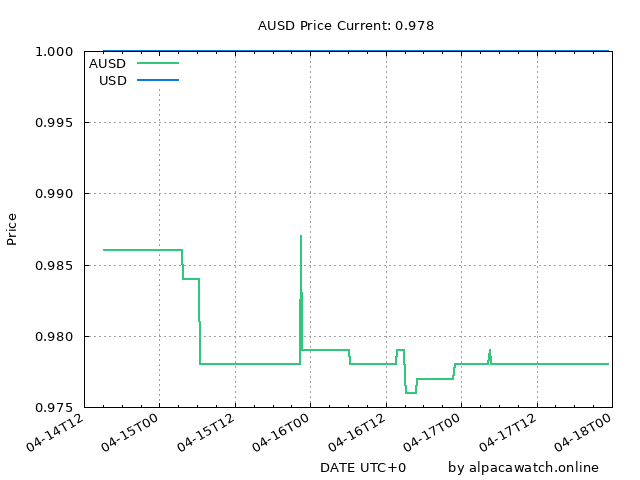 AUSD Price Current: 0.978
1.000
AUSD
USD
0.995
0.990
Price
0.985
0.980
0.975
04-14T12
04-15T00
04-15T12
04-16T00
04-16T12
04-17T00
04-17T12
04-18T00
DATE UTC+0
by alpacawatch.online